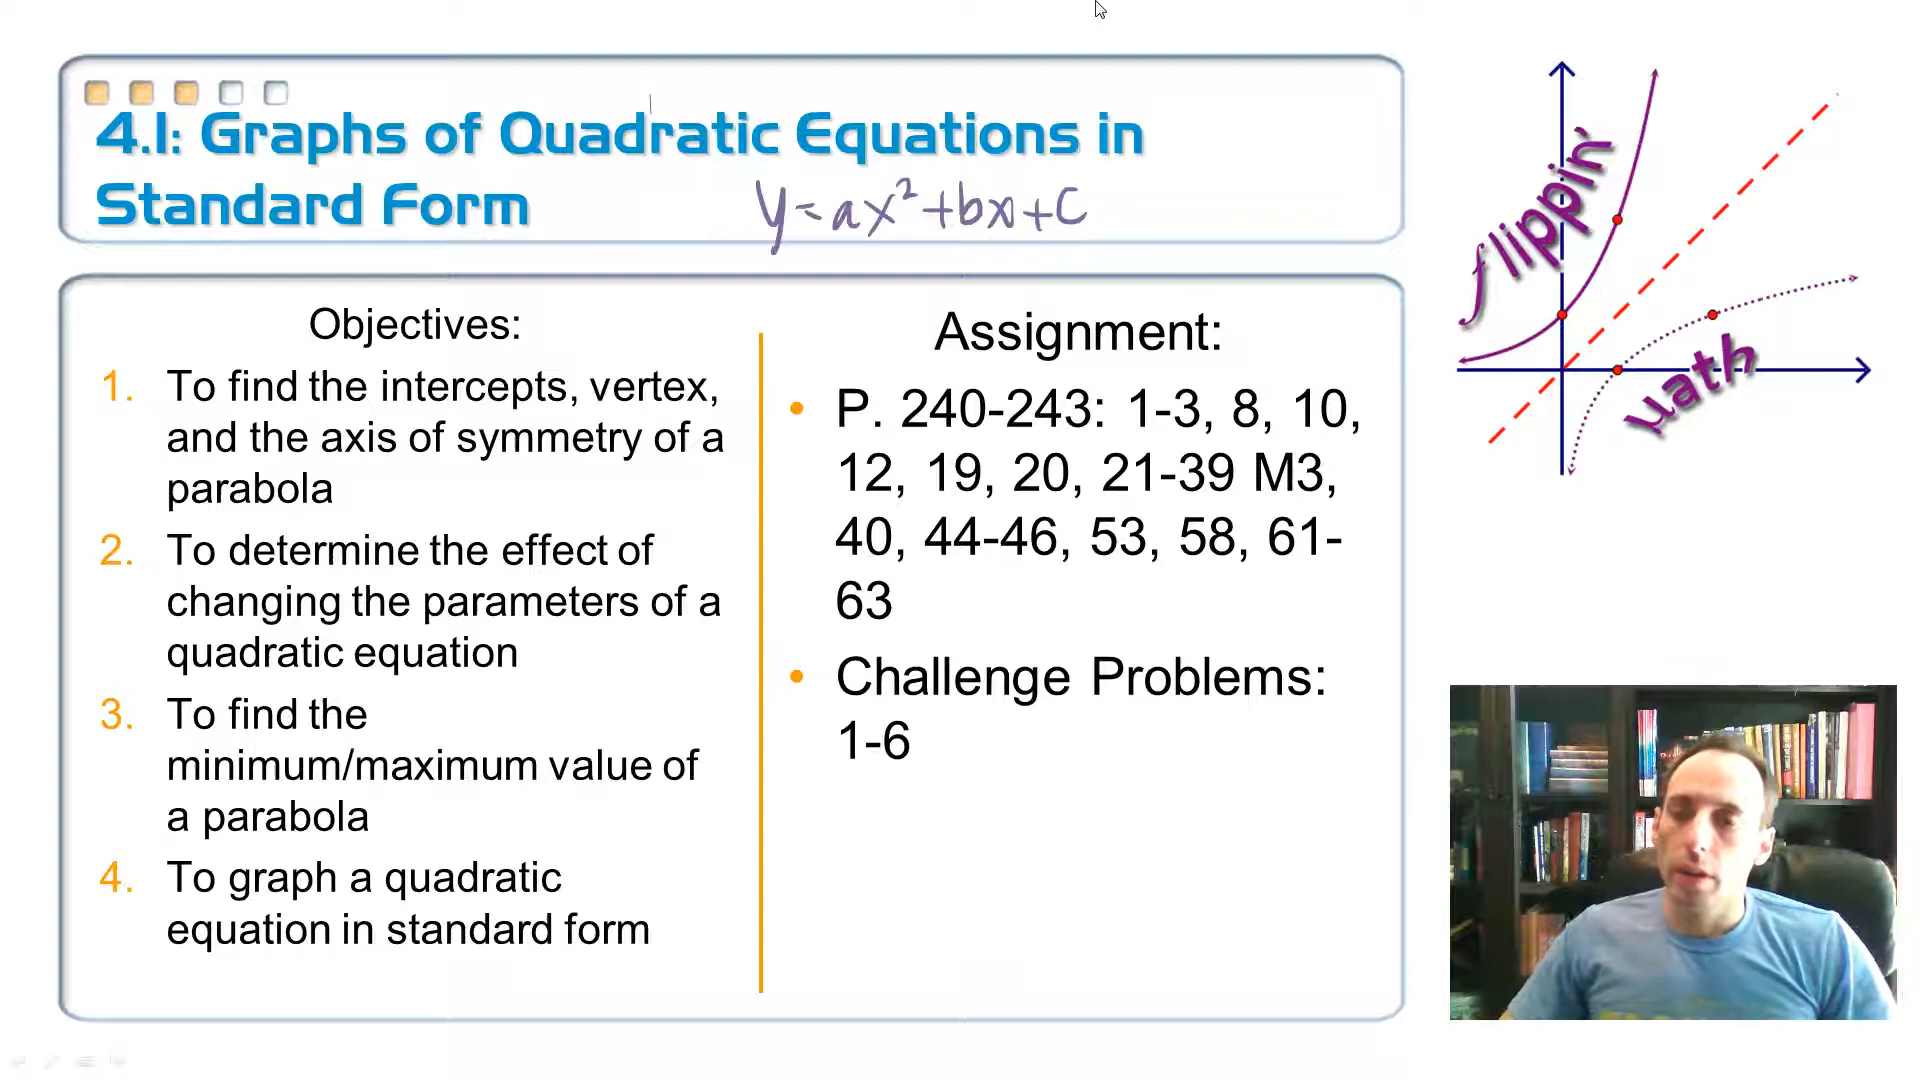 4.1: Graphs of Quadratic Equations in
Standard Form
y=ax²+bx+c
Objectives:
1. To find the intercepts, vertex,
and the axis of symmetry of a
parabola
2. To determine the effect of
changing the parameters of a
quadratic equation
3. To find the
minimum/maximum value of
a parabola
4. To graph a quadratic
equation in standard form
Assignment:
• P. 240-243: 1-3, 8, 10,
12, 19, 20, 21-39 M3,
40, 44-46, 53, 58, 61-
63
• Challenge Problems:
1-6
flippin'
math